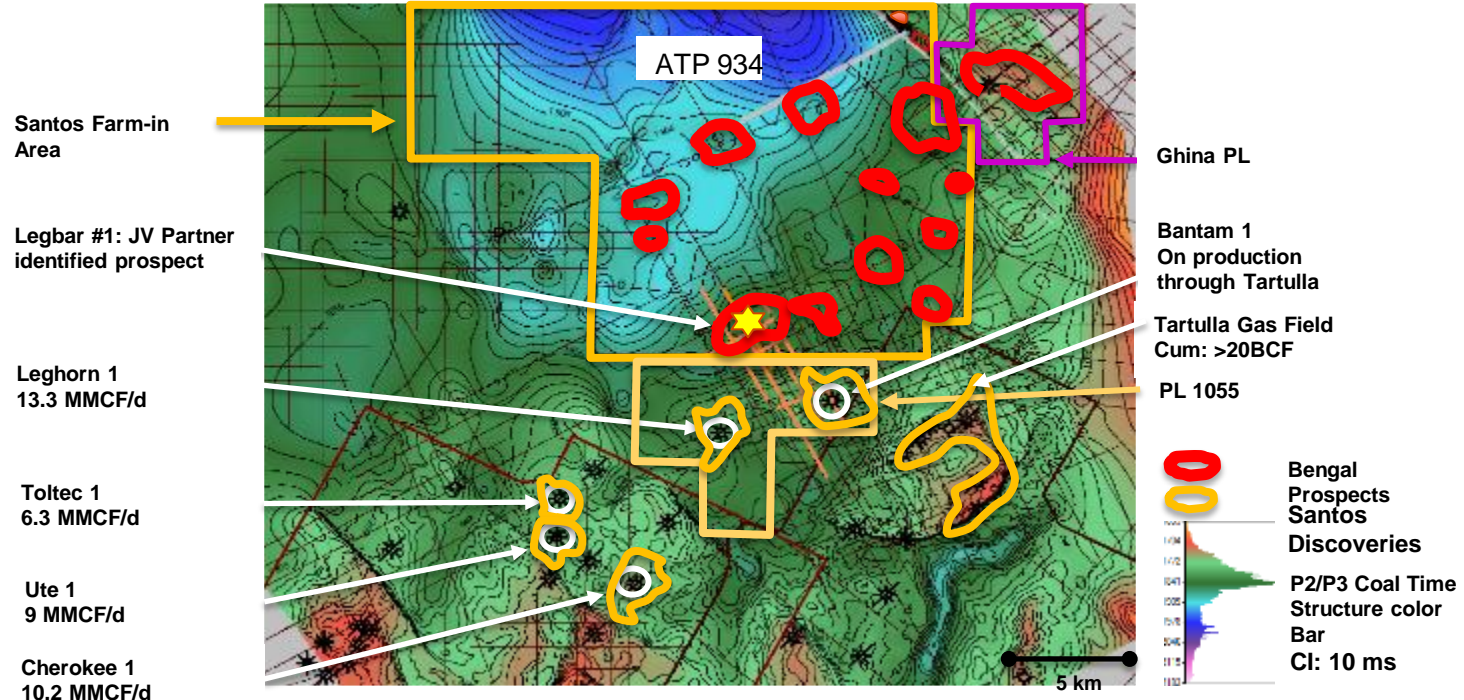 ATP 934
Santos Farm-in
Area
Legbar #1: JV Partner
identified prospect
Leghorn 1
13.3 MMCF/d
Toltec 1
6.3 MMCF/d
Ute 1
9 MMCF/d
Cherokee 1
10.2 MMCF/d
Ghina PL
Bantam 1
On production
through Tartulla
Tartulla Gas Field
Cum: >20BCF
PL 1055
Bengal
Prospects
Santos
Discoveries
P2/P3 Coal Time
Structure color
Bar
CI: 10 ms
5 km